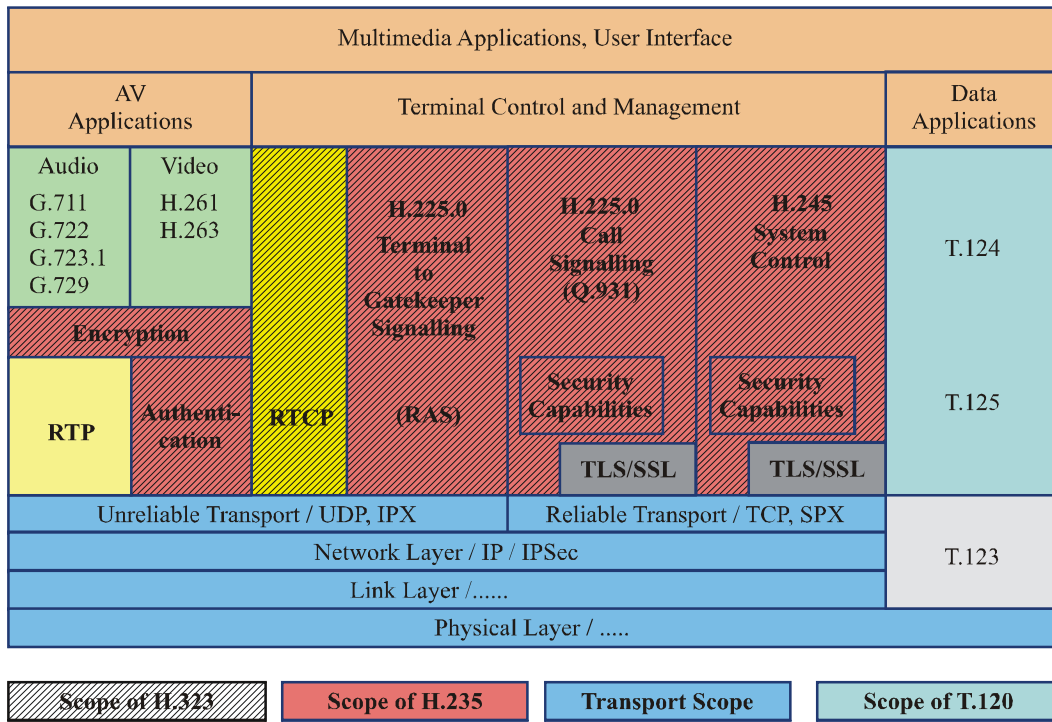 Multimedia Applications, User Interface
AV
Applications
Terminal Control and Management
Data
Applications
Audio
G.711
G.722
G.723.1
G.729
Video
H.261
H.263
Encryption
RTP
Authenti-
cation
RTCP
H.225.0
Terminal
to
Gatekeeper
Signalling
(RAS)
H.225.0
Call
Signalling
(Q.931)
Security
Capabilities
TLS/SSL
H.245
System
Control
Security
Capabilities
TLS/SSL
T.124
T.125
Unreliable Transport / UDP, IPX
Reliable Transport / TCP, SPX
Network Layer / IP / IPSec
Link Layer /......
T.123
Physical Layer / .....
Scope of H.323
Scope of H.235
Transport Scope
Scope of T.120